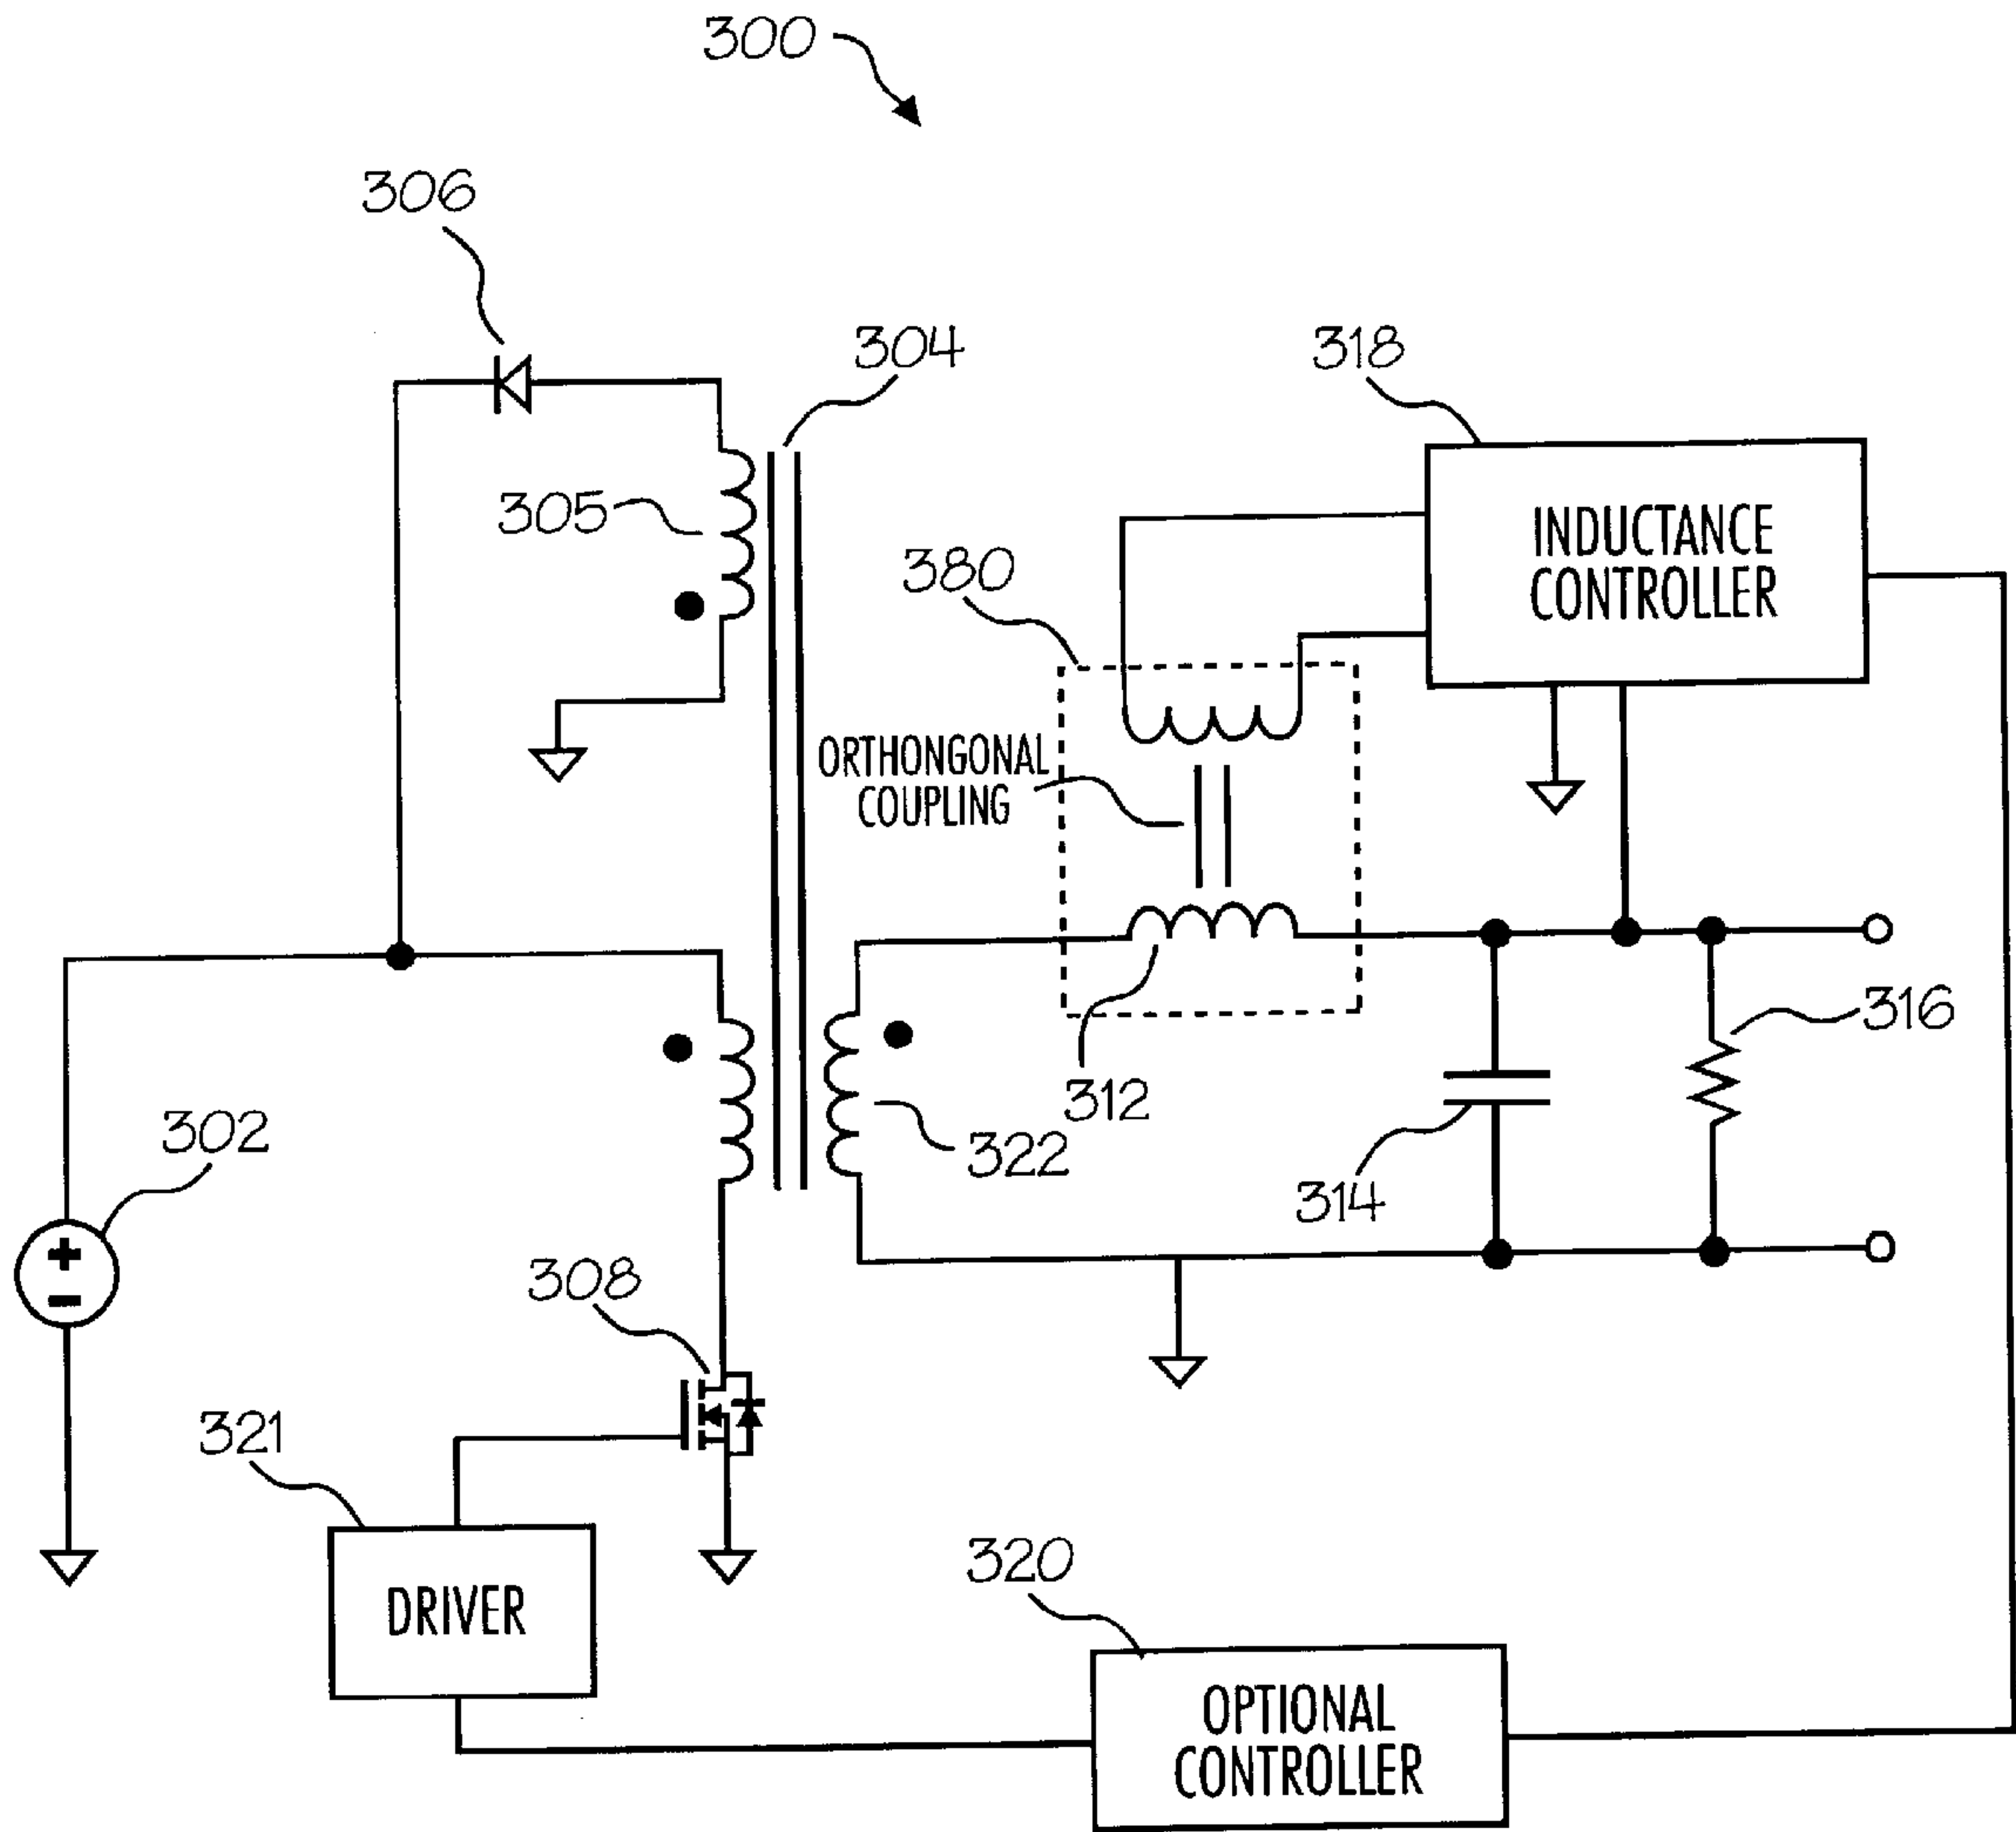 300
306
304
318
305
INDUCTANCE
CONTROLLER
380
ORTHONGONAL
COUPLING
316
312
302
322
314
308
321
320
DRIVER
OPTIONAL
CONTROLLER